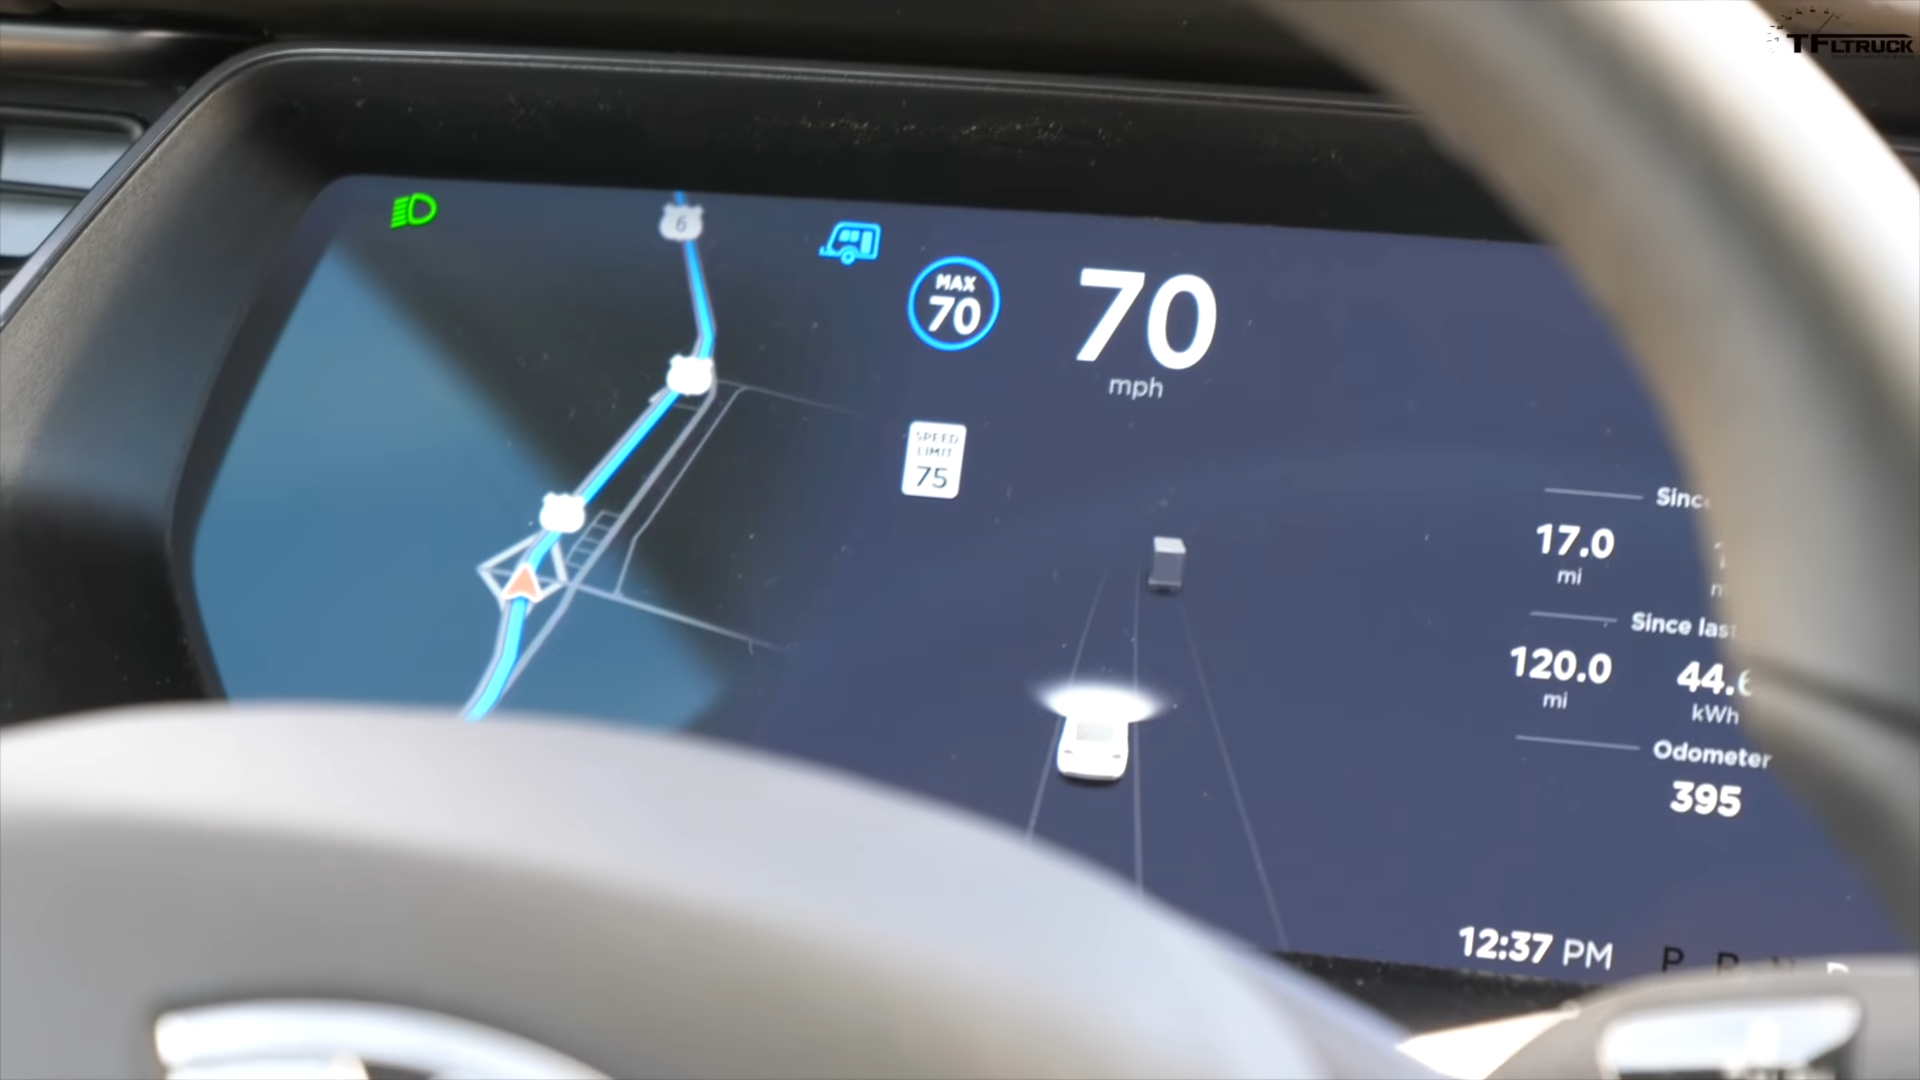 TFLTRUCK
6
MAX
70
70
mph
SPEED
LIMIT
75
17.0
mi
Since
120.0
mi
kWh
Odometer
395
12:37 PM
P R N D